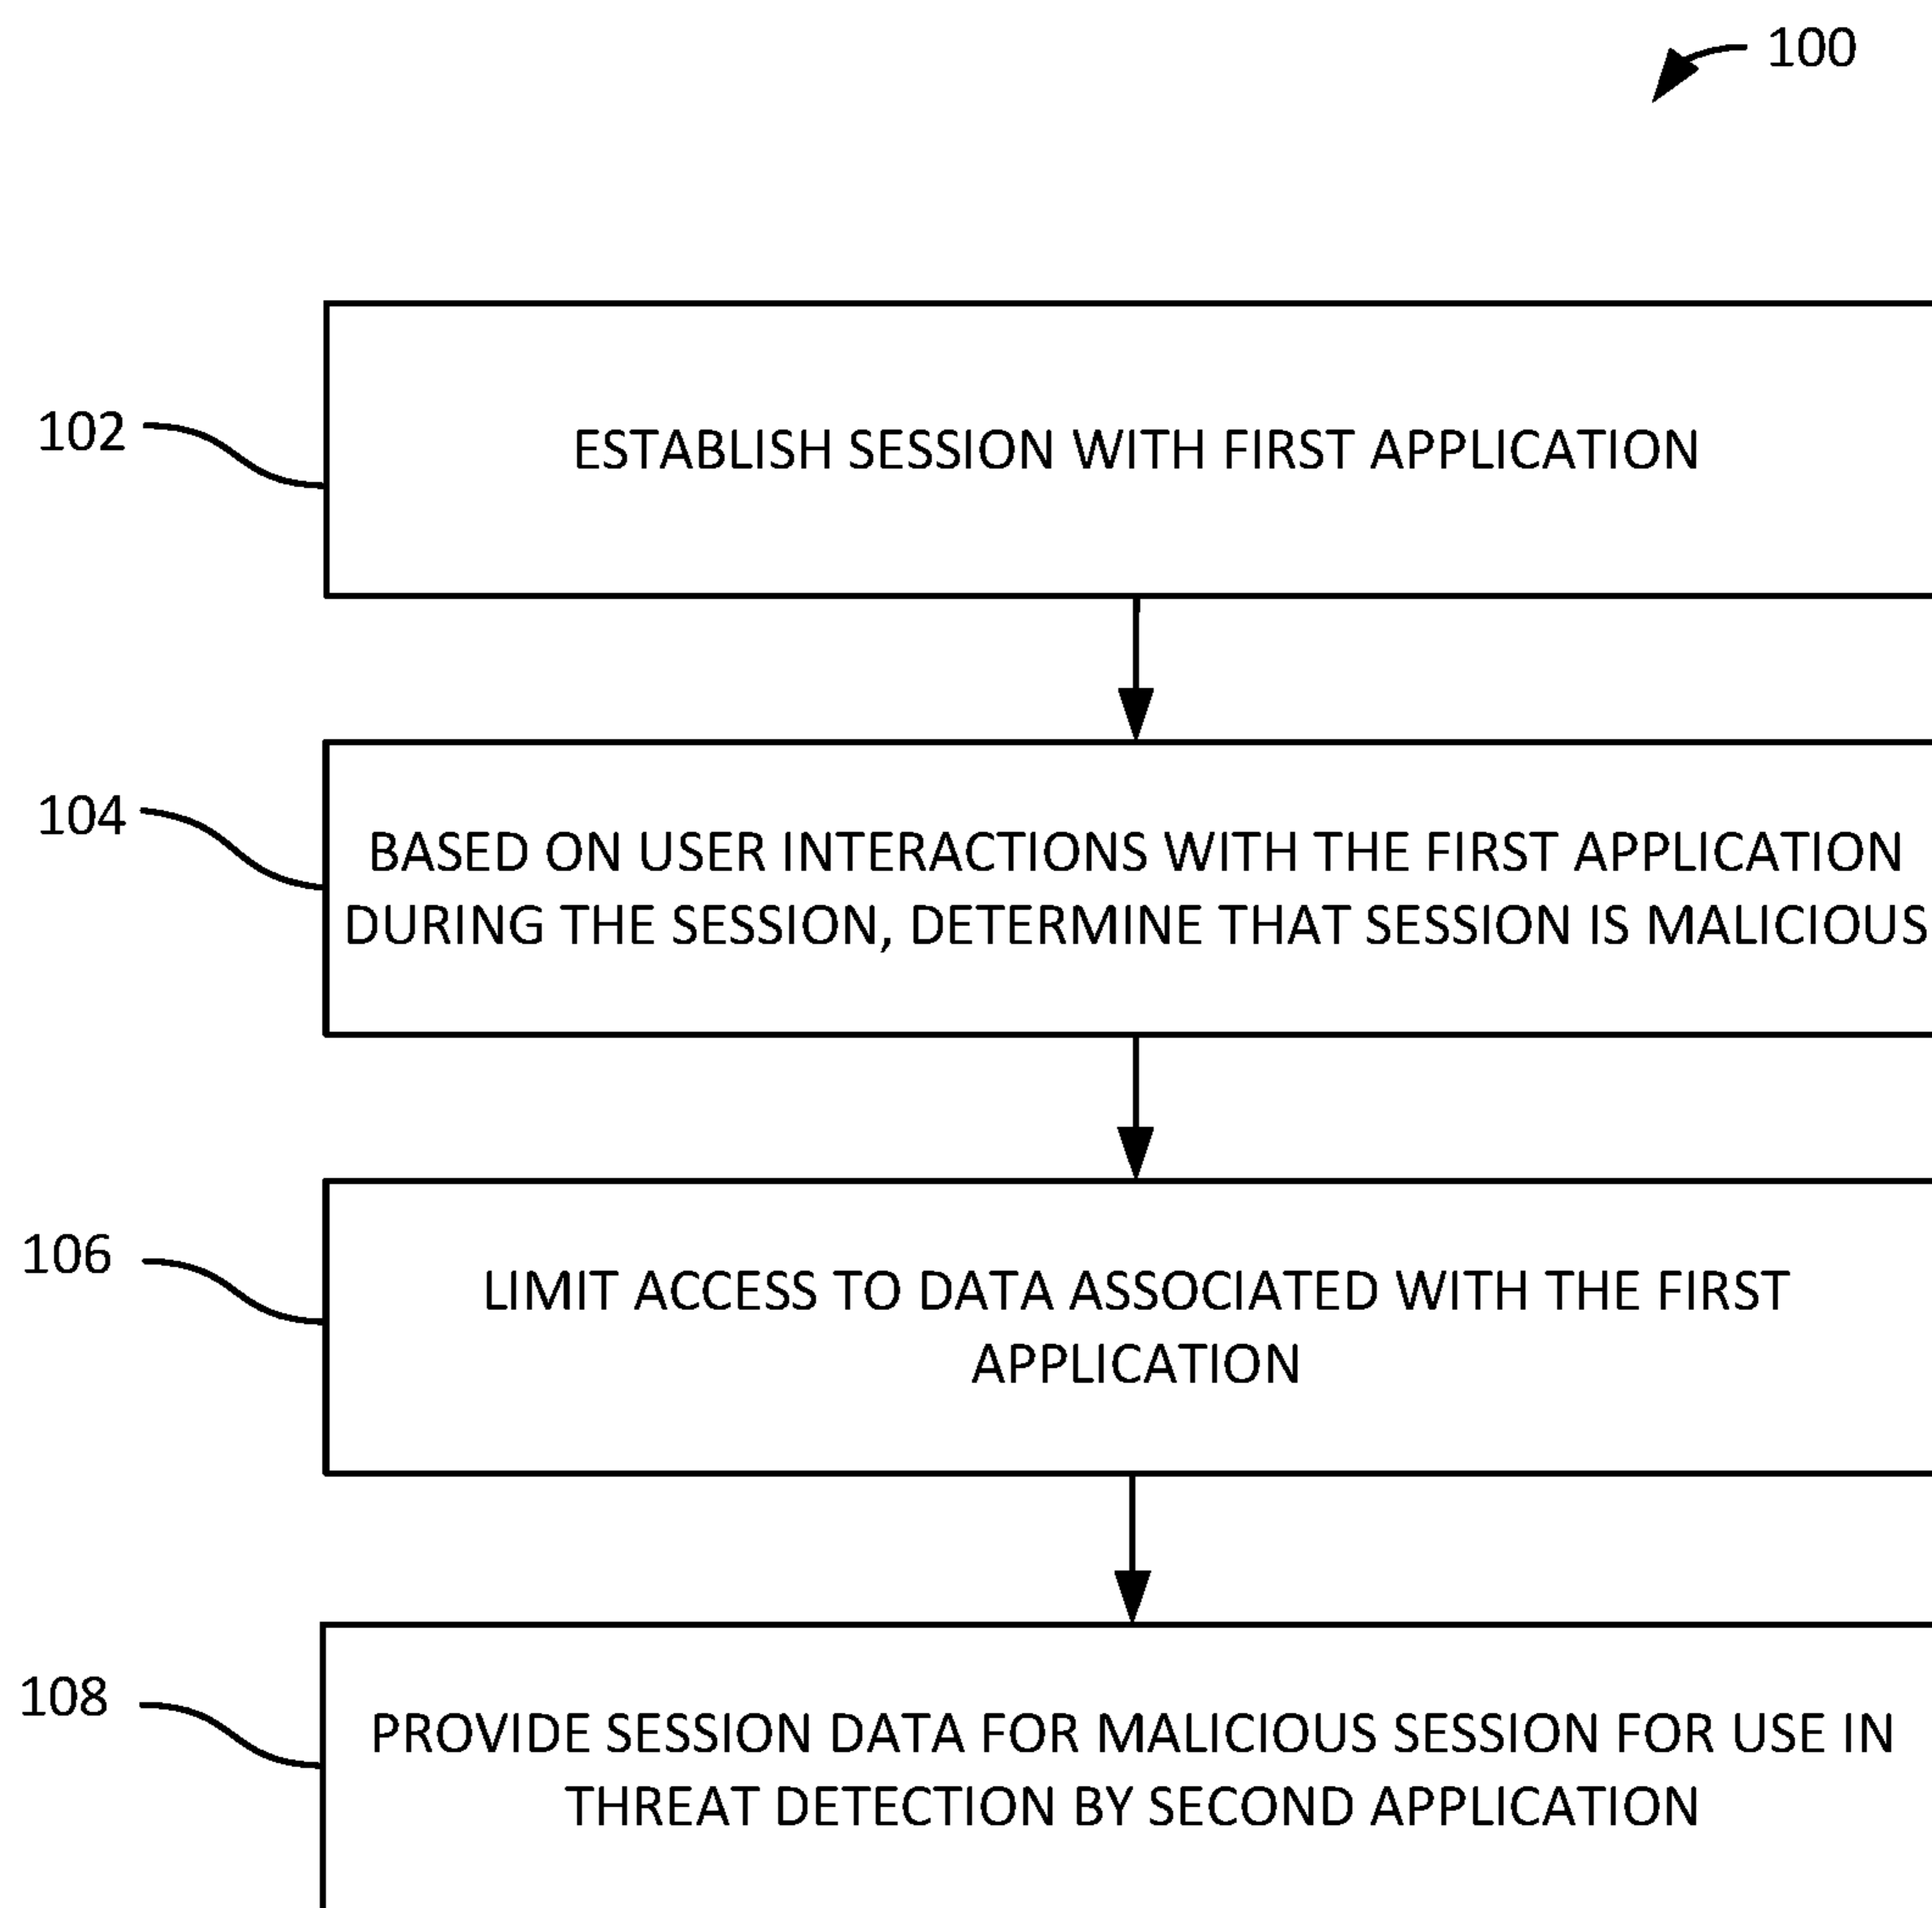 100
102
ESTABLISH SESSION WITH FIRST APPLICATION
104
BASED ON USER INTERACTIONS WITH THE FIRST APPLICATION
DURING THE SESSION, DETERMINE THAT SESSION IS MALICIOUS
106
LIMIT ACCESS TO DATA ASSOCIATED WITH THE FIRST
APPLICATION
108
PROVIDE SESSION DATA FOR MALICIOUS SESSION FOR USE IN
THREAT DETECTION BY SECOND APPLICATION